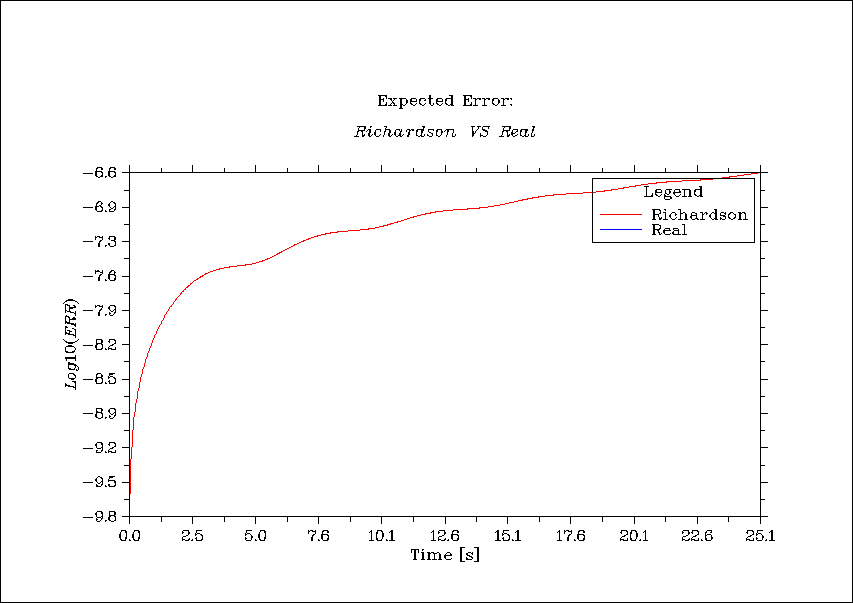 Expected Error:
Richardson VS Real
Legend
Richardson
Real
Log10(ERR)
−6.6
−6.9
−7.3
−7.6
−7.9
−8.2
−8.5
−8.9
−9.2
−9.5
−9.8
0.0 2.5 5.0 7.6 10.1 12.6 15.1 17.6 20.1 22.6 25.1
Time [s]